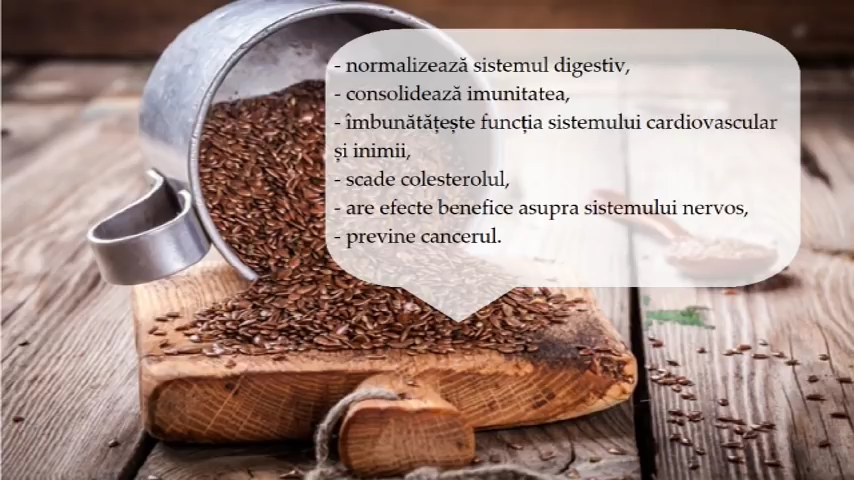 - normalizează sistemul digestiv,
- consolidează imunitatea,
- îmbunătățește funcția sistemului cardiovascular
și inimii,
- scade colesterolul,
- are efecte benefice asupra sistemului nervos,
- previne cancerul.